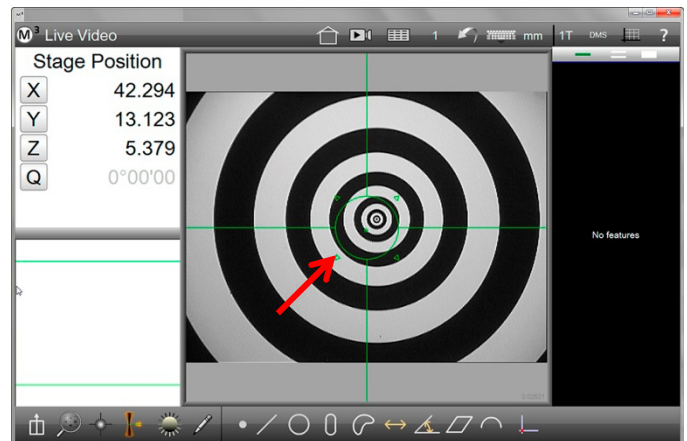 M³ Live Video
1 mm 1T DMS ?
Stage Position
X 42.294
Y 13.123
Z 5.379
Q 0°00'00
No features